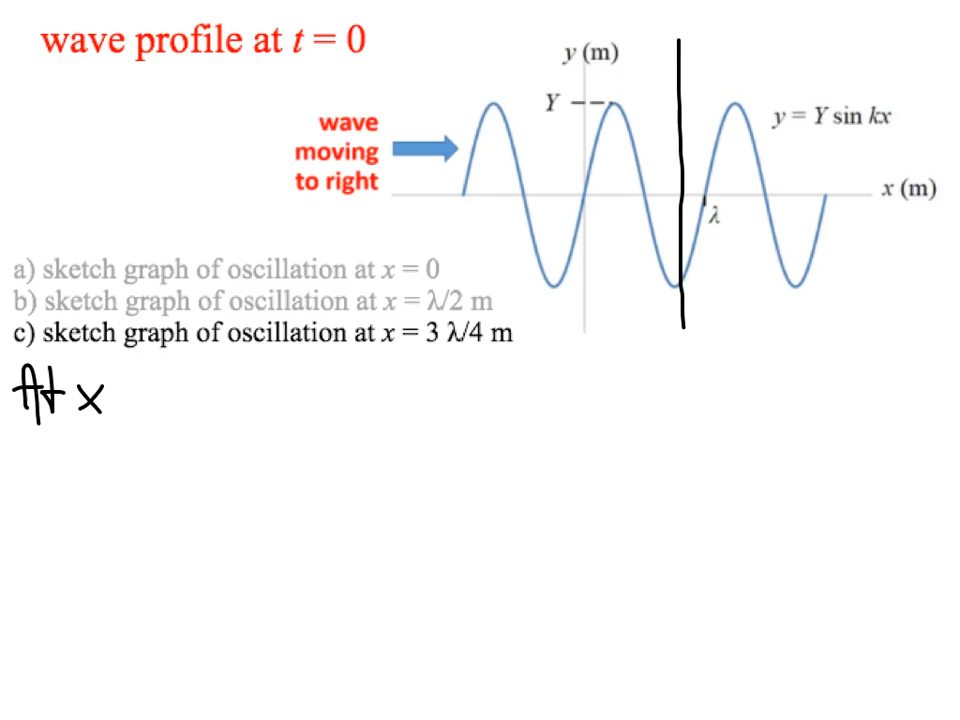 wave profile at t = 0
y (m)
Y
y = Y sin kx
wave
moving
to right
x (m)
λ
a) sketch graph of oscillation at x = 0
b) sketch graph of oscillation at x = λ/2 m
c) sketch graph of oscillation at x = 3 λ/4 m
At x